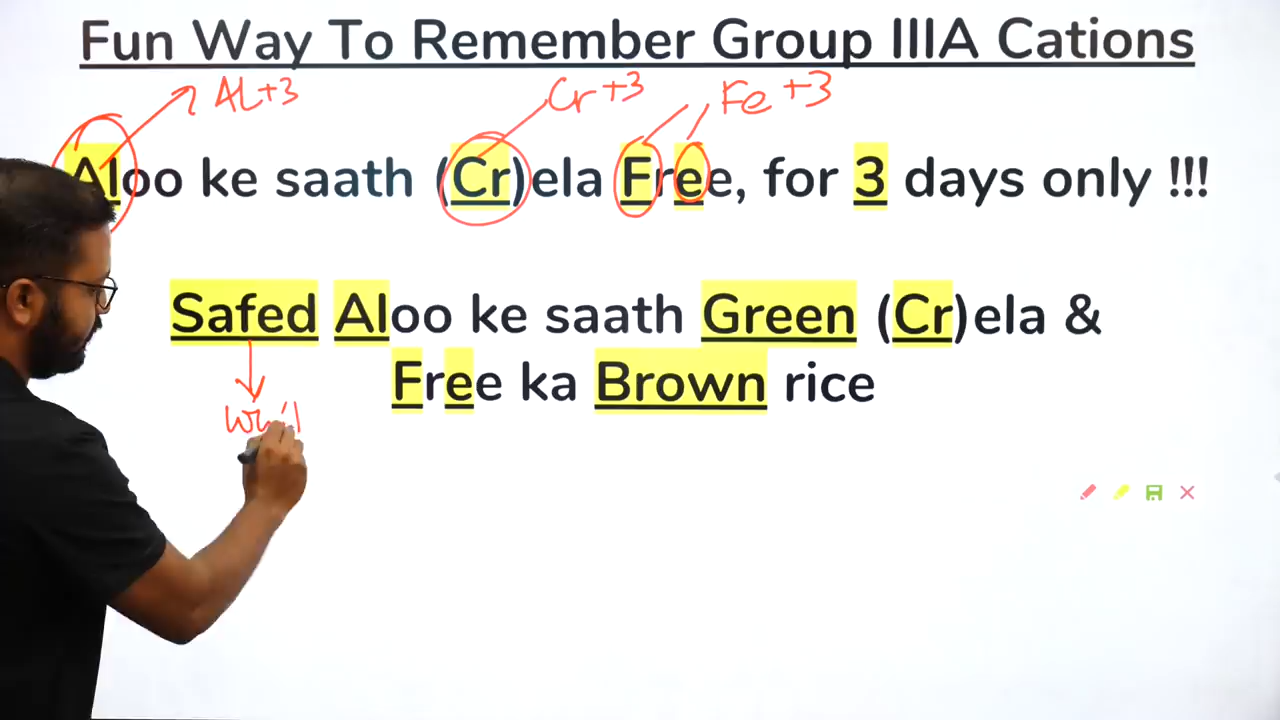 Fun Way To Remember Group IIIA Cations
Al+3 Cr+3 Fe+3
Aloo ke saath (Cr)ela Free, for 3 days only !!!
Safed Aloo ke saath Green (Cr)ela &
Free ka Brown rice